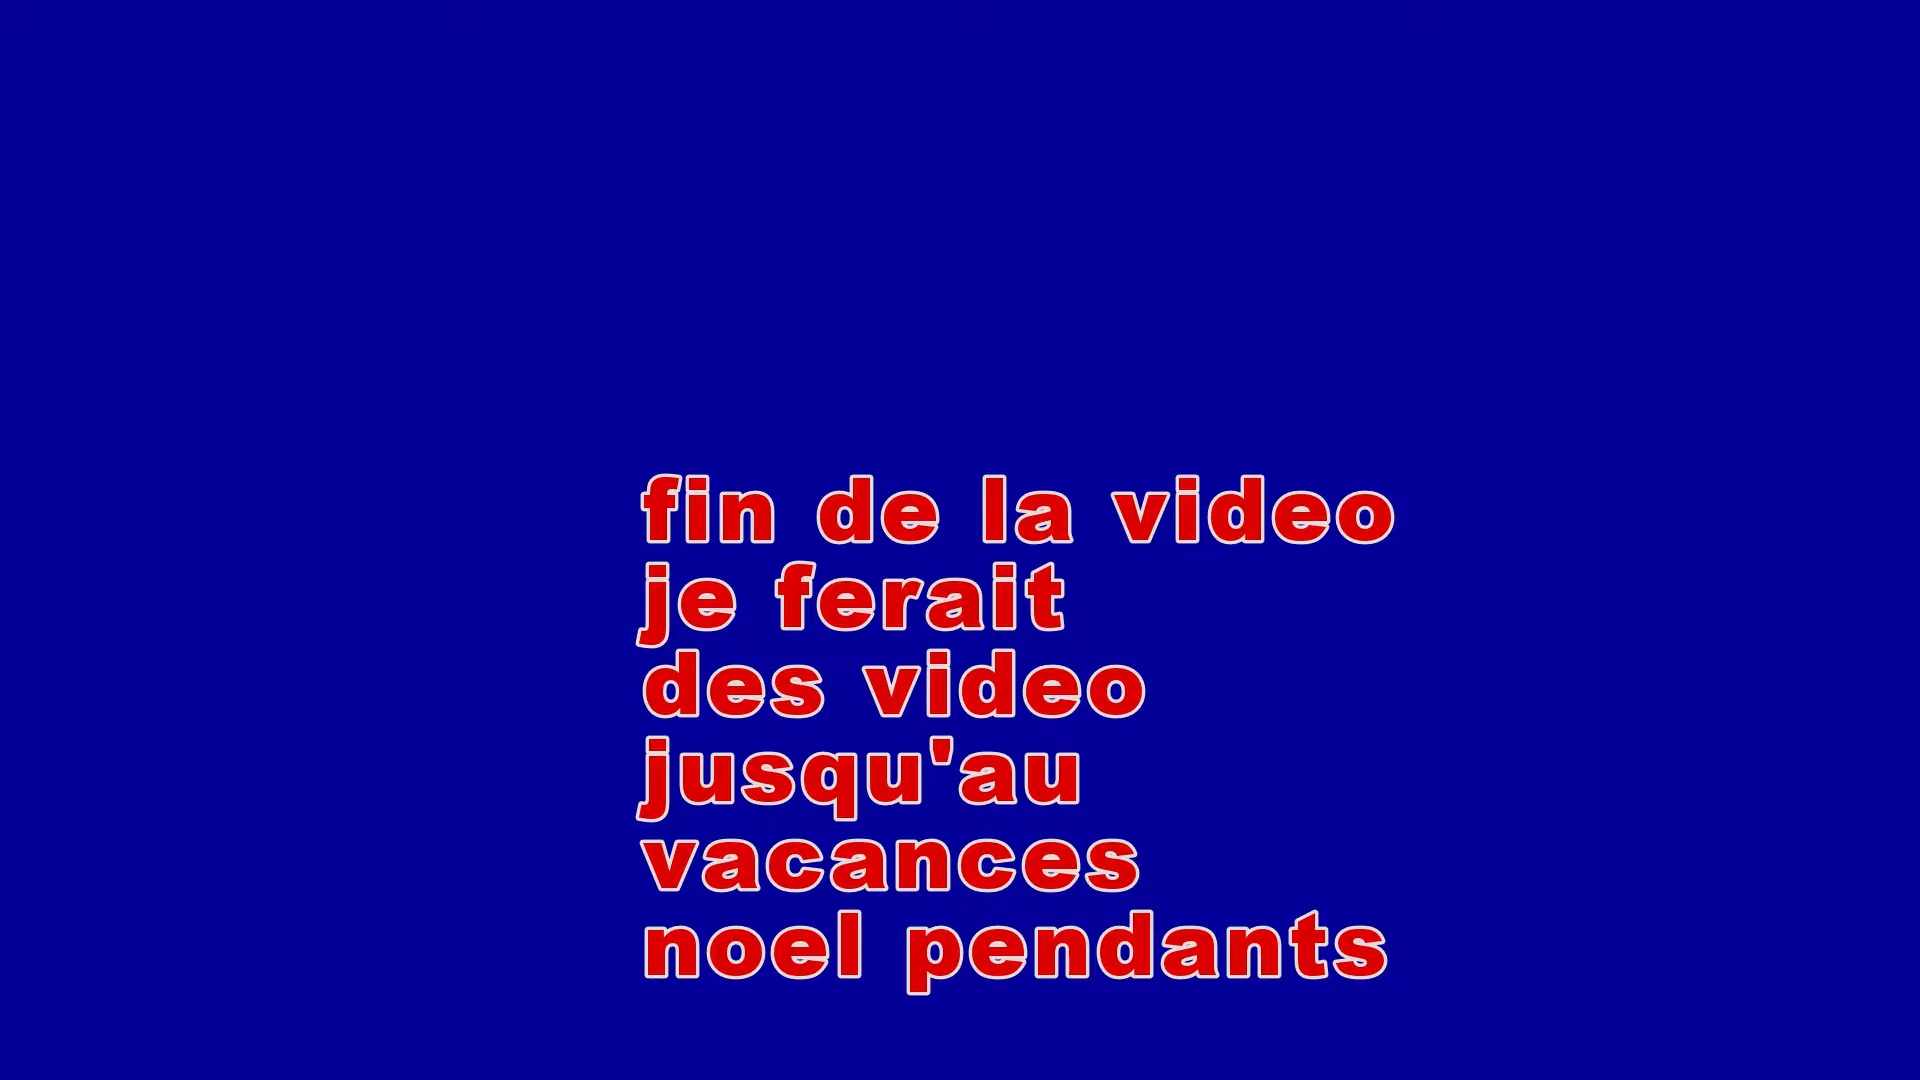 fin de la video
je ferait
des video
jusqu'au
vacances
noel pendants